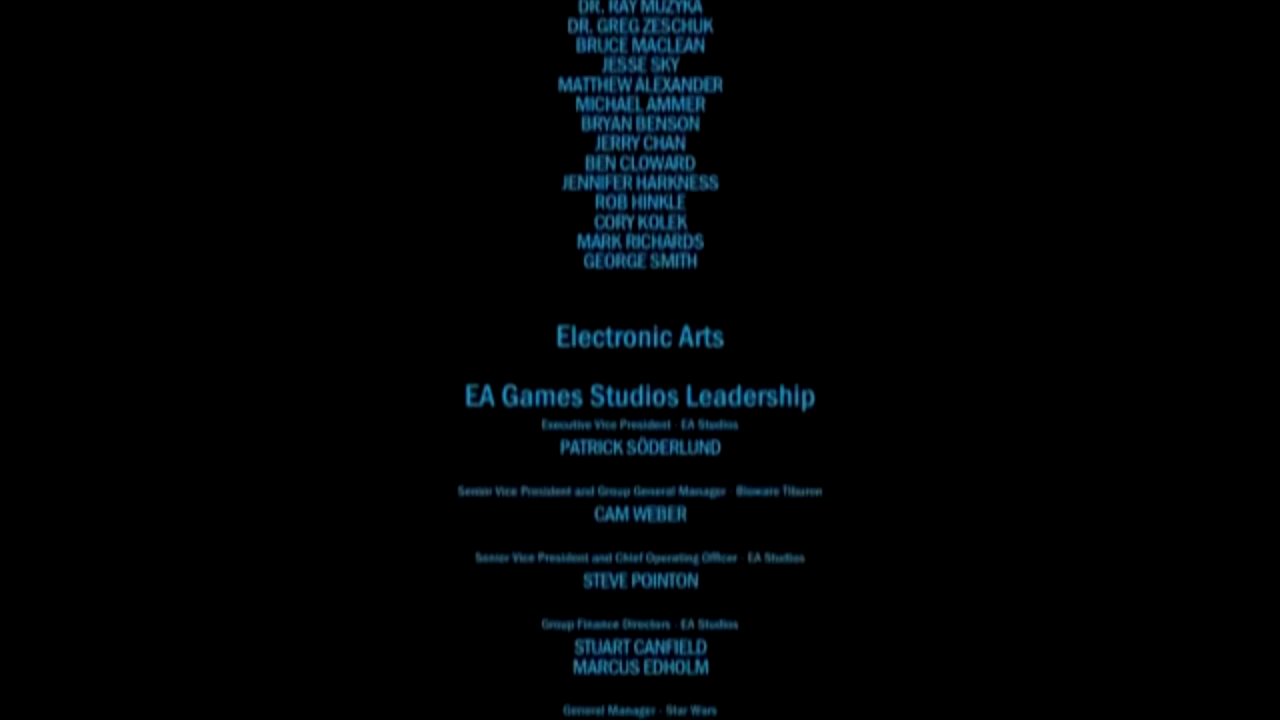 DR. RAY MUZYKA
DR. GREG ZESCHUK
BRUCE MACLEAN
JESSE SKY
MATTHEW ALEXANDER
MICHAEL AMMER
BRYAN BENSON
JERRY CHAN
BEN CLOWARD
JENNIFER HARKNESS
ROB HINKLE
CORY KOLEK
MARK RICHARDS
GEORGE SMITH
Electronic Arts
EA Games Studios Leadership
Executive Vice President - EA Studios
PATRICK SÖDERLUND
Senior Vice President and Group General Manager - Bioware Tiburon
CAM WEBER
Senior Vice President and Chief Operating Officer - EA Studios
STEVE POINTON
Group Finance Directors - EA Studios
STUART CANFIELD
MARCUS EDHOLM
General Manager - Star Wars